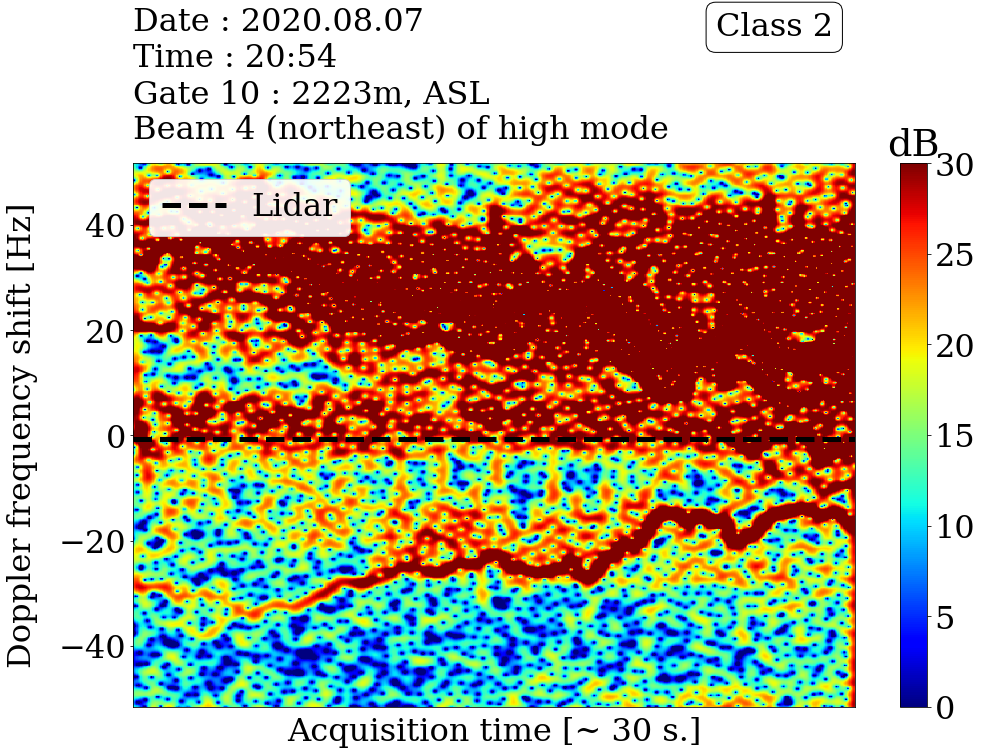 Date : 2020.08.07
Time : 20:54
Gate 10 : 2223m, ASL
Beam 4 (northeast) of high mode
Class 2
dB
Lidar
Doppler frequency shift [Hz]
40
20
0
−20
−40
30
25
20
15
10
5
0
Acquisition time [~ 30 s.]